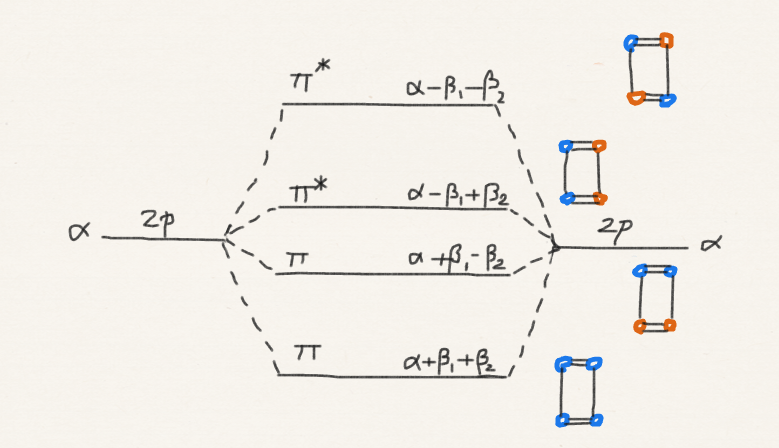 π* α-β₁-β₂
π* α-β₁+β₂
α 2p 2p α
π α+β₁-β₂
π α+β₁+β₂